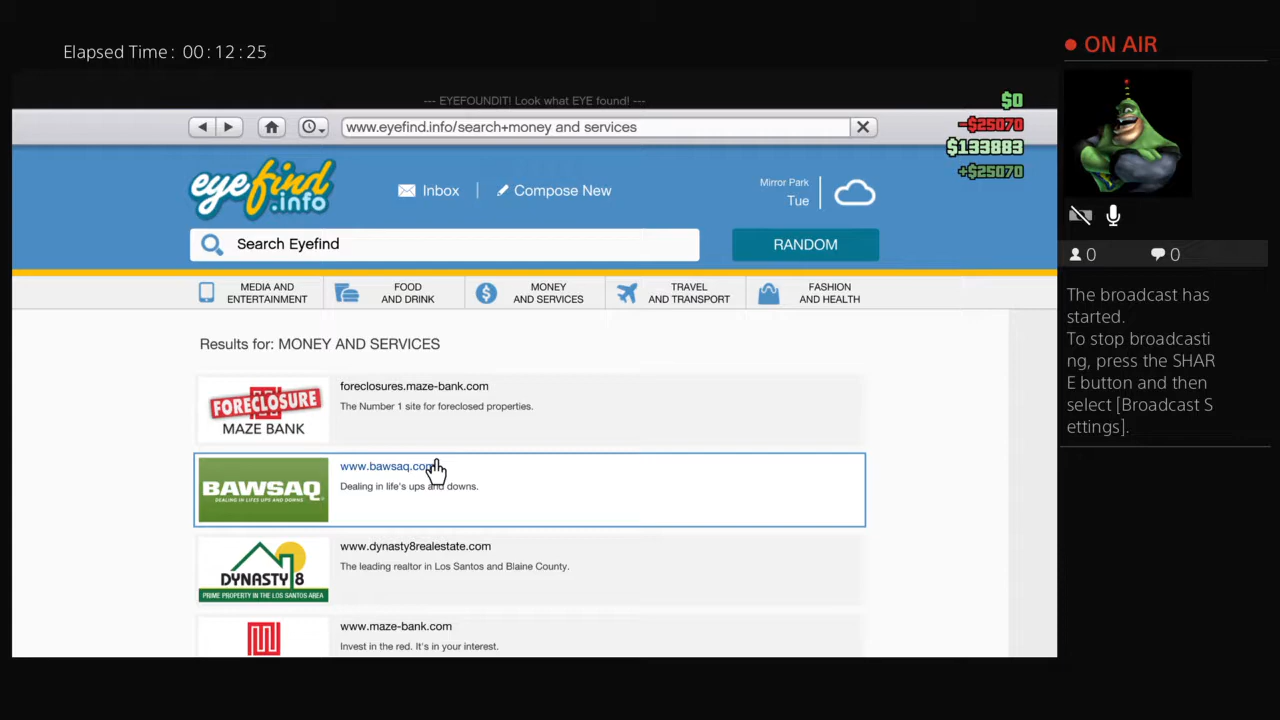 Elapsed Time: 00:12:25
ON AIR
--- EYEFOUNDIT! Look what EYE found! ---
$0
www.eyefind.info/search+money and services
-$25070
$133883
+$25070
eyefind.info
Inbox
Compose New
Mirror Park
Tue
Search Eyefind
RANDOM
0 0
MEDIA AND ENTERTAINMENT
FOOD AND DRINK
MONEY AND SERVICES
TRAVEL AND TRANSPORT
FASHION AND HEALTH
The broadcast has
started.
To stop broadcasti
ng, press the SHAR
E button and then
select [Broadcast S
ettings].
Results for: MONEY AND SERVICES
FORECLOSURE
MAZE BANK
foreclosures.maze-bank.com
The Number 1 site for foreclosed properties.
BAWSAQ
DEALING IN LIFE'S UPS AND DOWNS
www.bawsaq.com
Dealing in life's ups and downs.
DYNASTY 8
PRIME PROPERTY IN THE LOS SANTOS AREA
www.dynasty8realestate.com
The leading realtor in Los Santos and Blaine County.
www.maze-bank.com
Invest in the red. It's in your interest.